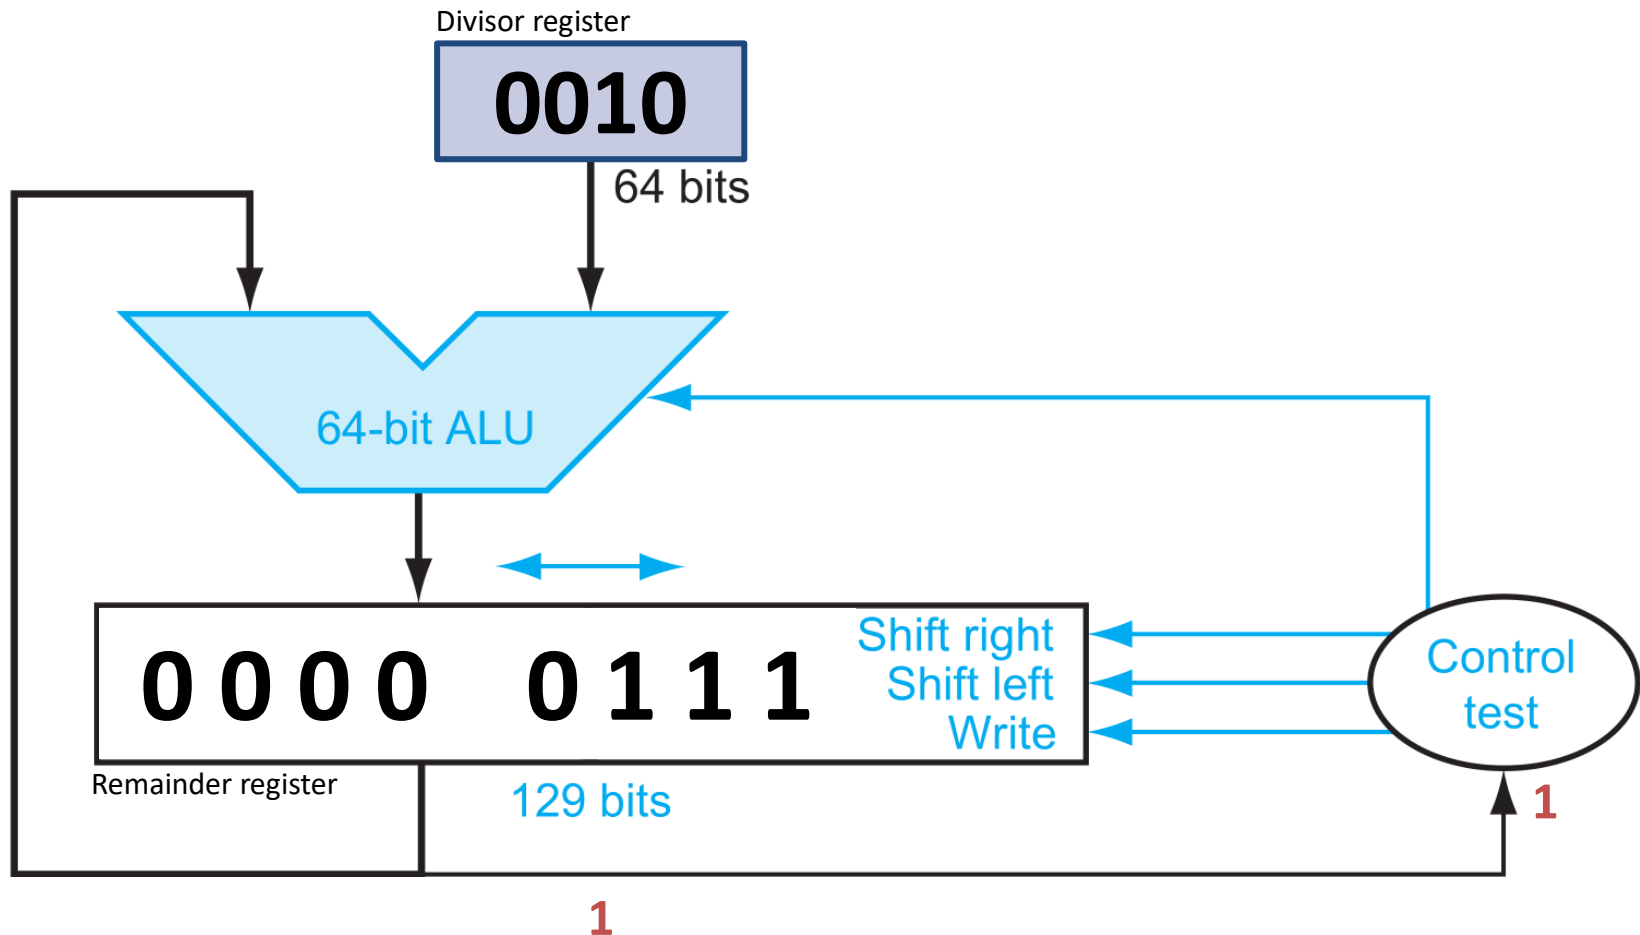 Divisor register
0010
64 bits
64-bit ALU
0 0 0 0 0 1 1 1
Shift right
Shift left
Write
Control
test
Remainder register
129 bits
1
1